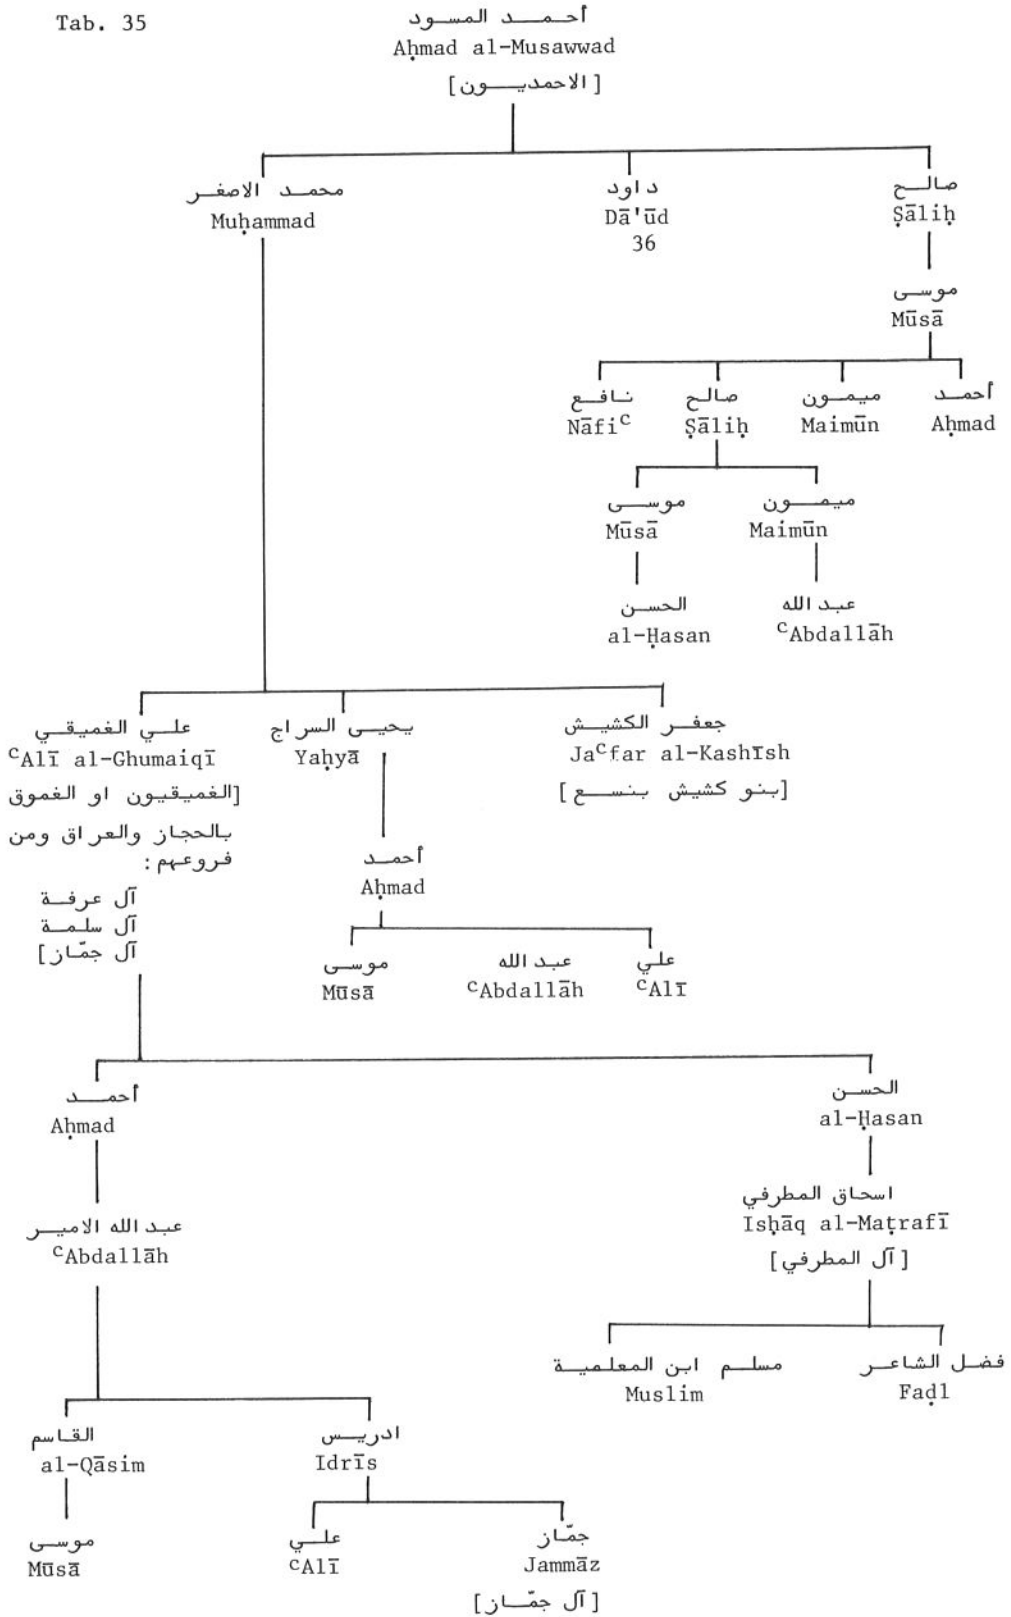 Tab. 35
أحمد المسود
Aḥmad al-Musawwad
[الاحمديون]
محمد الاصغر
Muḥammad
داود
Dā'ūd
36
صالح
Ṣāliḥ
موسى
Mūsā
نافع
Nāfiᶜ
صالح
Ṣāliḥ
ميمون
Maimūn
أحمد
Aḥmad
موسى
Mūsā
ميمون
Maimūn
الحسن
al-Ḥasan
عبد الله
ᶜAbdallāh
علي الغميقي
ᶜAlī al-Ghumaiqī
[الغميقيون او الغموق
بالحجاز والعراق ومن
فروعهم:
آل عرفة
آل سلمة
آل جمّاز]
يحيى السراج
Yaḥyā
جعفر الكشيش
Jaᶜfar al-Kashīsh
[بنو كشيش بنسع]
أحمد
Aḥmad
موسى
Mūsā
عبد الله
ᶜAbdallāh
علي
ᶜAlī
أحمد
Aḥmad
الحسن
al-Ḥasan
عبد الله الامير
ᶜAbdallāh
اسحاق المطرفي
Isḥāq al-Maṭrafī
[آل المطرفي]
مسلم ابن المعلمية
Muslim
فضل الشاعر
Faḍl
القاسم
al-Qāsim
ادريس
Idrīs
موسى
Mūsā
علي
ᶜAlī
جمّاز
Jammāz
[آل جمّاز]